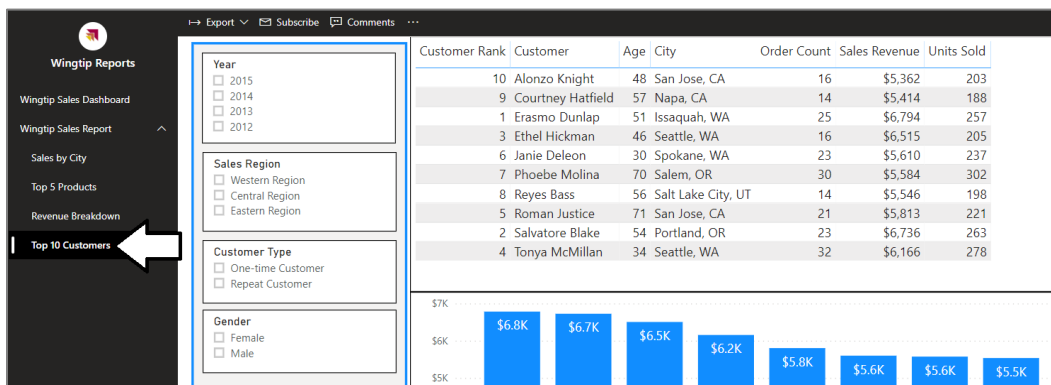 Export Subscribe Comments ...
Wingtip Reports
Wingtip Sales Dashboard
Wingtip Sales Report
Sales by City
Top 5 Products
Revenue Breakdown
Top 10 Customers
Year
2015
2014
2013
2012
Sales Region
Western Region
Central Region
Eastern Region
Customer Type
One-time Customer
Repeat Customer
Gender
Female
Male
Customer Rank Customer Age City Order Count Sales Revenue Units Sold
10 Alonzo Knight 48 San Jose, CA 16 $5,362 203
9 Courtney Hatfield 57 Napa, CA 14 $5,414 188
1 Erasmo Dunlap 51 Issaquah, WA 25 $6,794 257
3 Ethel Hickman 46 Seattle, WA 16 $6,515 205
6 Janie Deleon 30 Spokane, WA 23 $5,610 237
7 Phoebe Molina 70 Salem, OR 30 $5,584 302
8 Reyes Bass 56 Salt Lake City, UT 14 $5,546 198
5 Roman Justice 71 San Jose, CA 21 $5,813 221
2 Salvatore Blake 54 Portland, OR 23 $6,736 263
4 Tonya McMillan 34 Seattle, WA 32 $6,166 278
$7K
$6.8K $6.7K $6.5K $6.2K $5.8K $5.6K $5.6K $5.5K
$6K
$5K